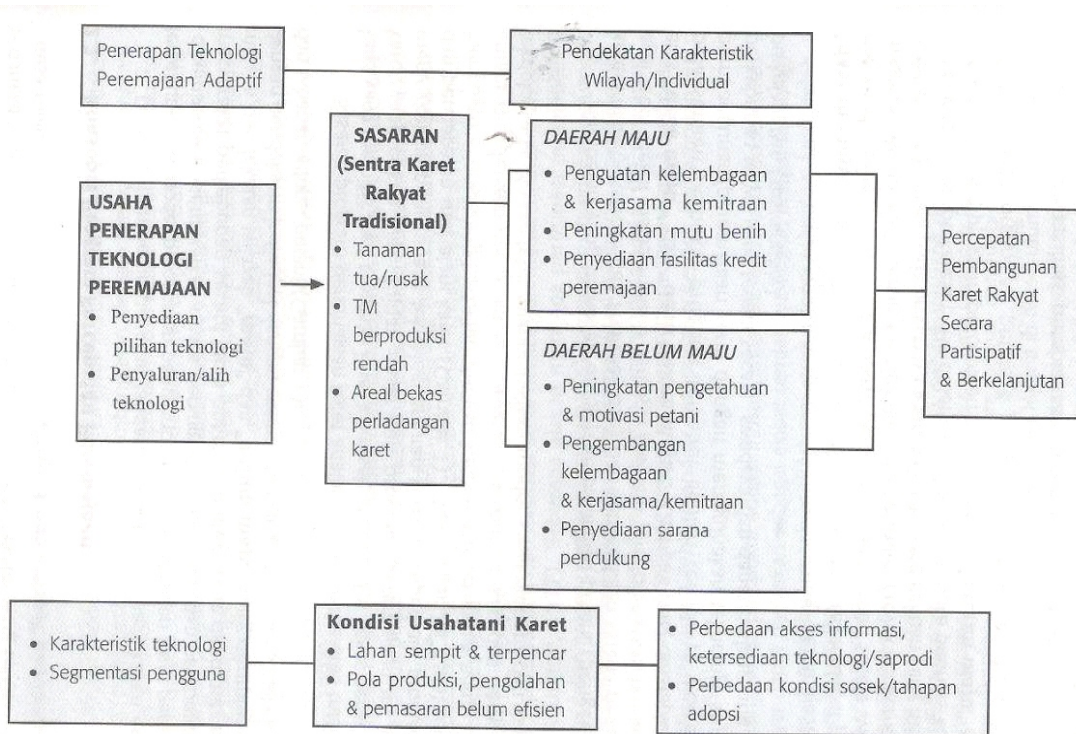 Penerapan Teknologi
Peremajaan Adaptif
Pendekatan Karakteristik
Wilayah/Individual
USAHA
PENERAPAN
TEKNOLOGI
PEREMAJAAN
• Penyediaan
pilihan teknologi
• Penyaluran/alih
teknologi
SASARAN
(Sentra Karet
Rakyat
Tradisional)
• Tanaman
tua/rusak
• TM
berproduksi
rendah
• Areal bekas
perladangan
karet
DAERAH MAJU
• Penguatan kelembagaan
& kerjasama kemitraan
• Peningkatan mutu benih
• Penyediaan fasilitas kredit
peremajaan
DAERAH BELUM MAJU
• Peningkatan pengetahuan
& motivasi petani
• Pengembangan
kelembagaan
& kerjasama/kemitraan
• Penyediaan sarana
pendukung
Percepatan
Pembangunan
Karet Rakyat
Secara
Partisipatif
& Berkelanjutan
• Karakteristik teknologi
• Segmentasi pengguna
Kondisi Usahatani Karet
• Lahan sempit & terpencar
• Pola produksi, pengolahan
& pemasaran belum efisien
• Perbedaan akses informasi,
ketersediaan teknologi/saprodi
• Perbedaan kondisi sosek/tahapan
adopsi